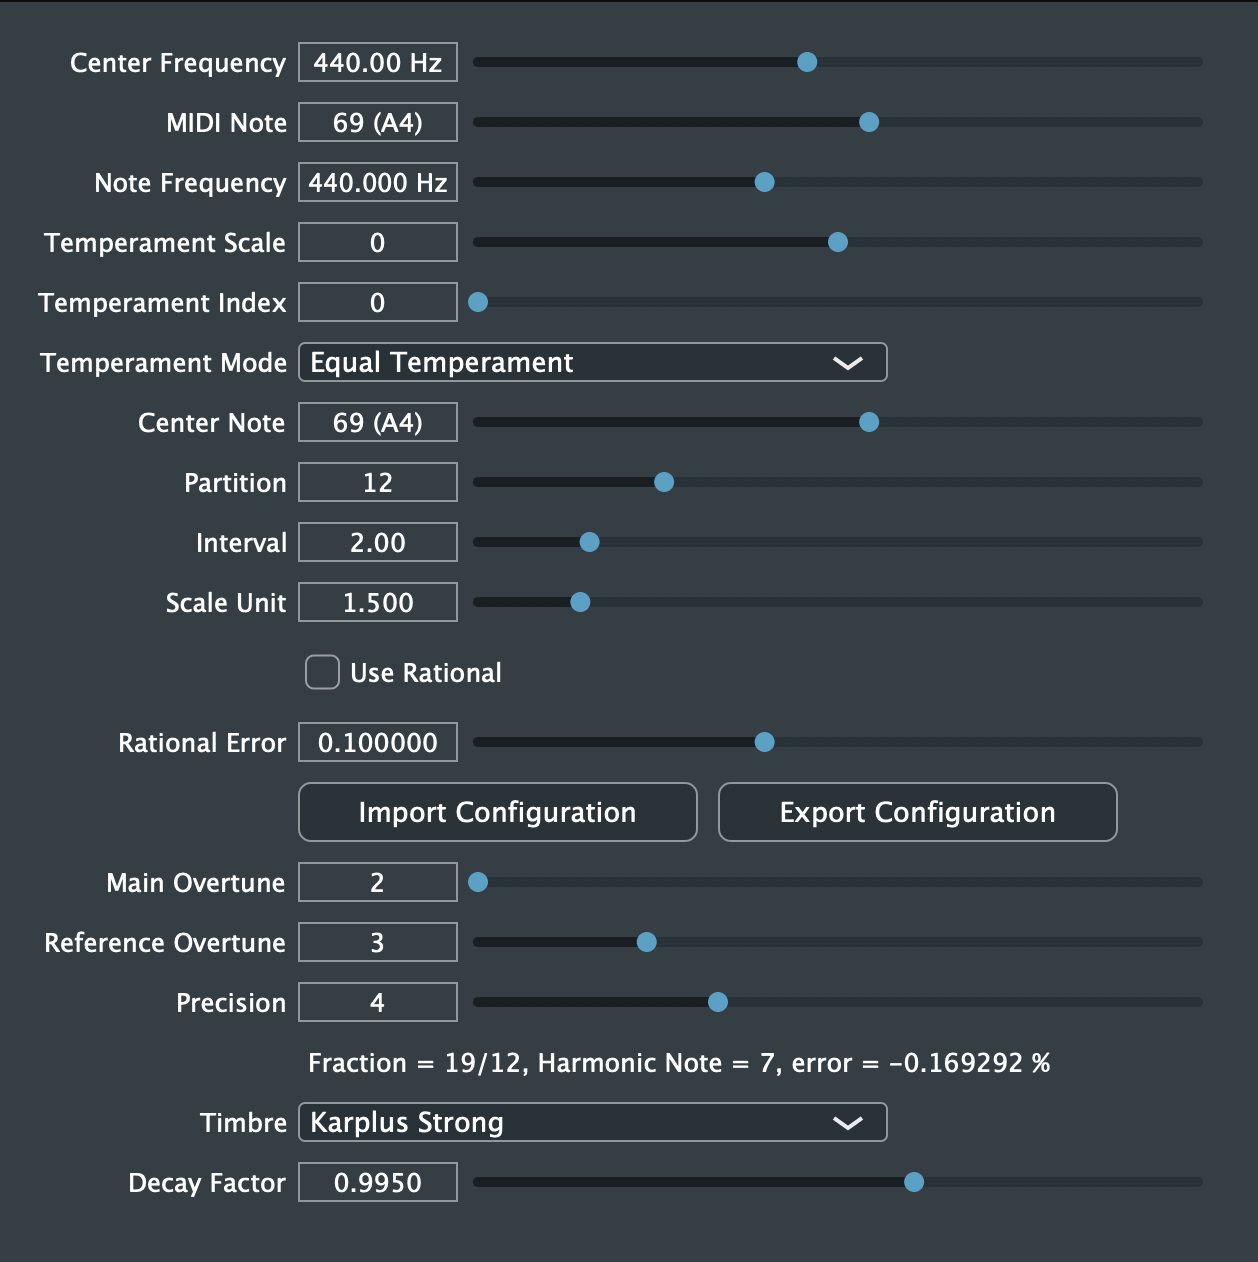 Center Frequency 440.00 Hz
MIDI Note 69 (A4)
Note Frequency 440.000 Hz
Temperament Scale 0
Temperament Index 0
Temperament Mode Equal Temperament
Center Note 69 (A4)
Partition 12
Interval 2.00
Scale Unit 1.500
Use Rational
Rational Error 0.100000
Import Configuration Export Configuration
Main Overtune 2
Reference Overtune 3
Precision 4
Fraction = 19/12, Harmonic Note = 7, error = -0.169292 %
Timbre Karplus Strong
Decay Factor 0.9950